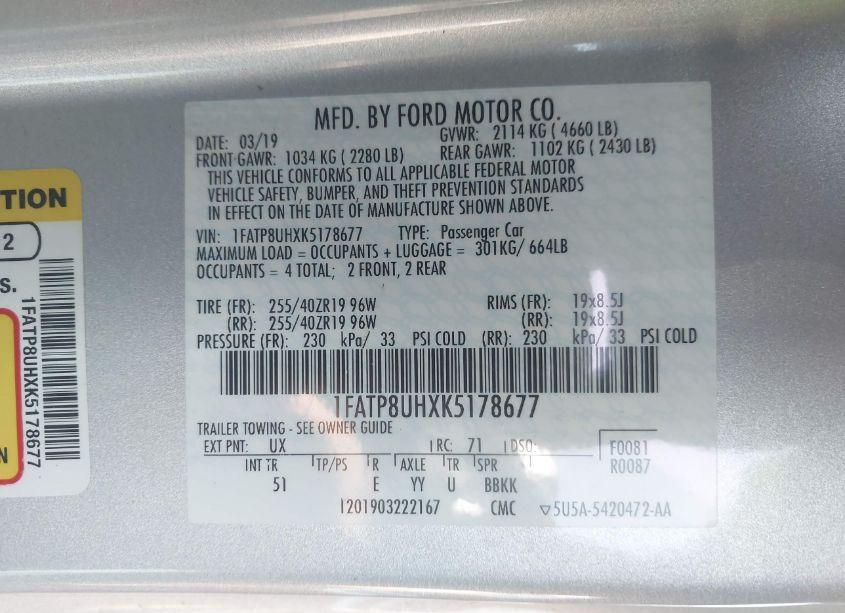 TION
2
S.
1FATP8UHXK5178677
N
MFD. BY FORD MOTOR CO.
DATE: 03/19 GVWR: 2114 KG ( 4660 LB)
FRONT GAWR: 1034 KG ( 2280 LB) REAR GAWR: 1102 KG ( 2430 LB)
THIS VEHICLE CONFORMS TO ALL APPLICABLE FEDERAL MOTOR
VEHICLE SAFETY, BUMPER, AND THEFT PREVENTION STANDARDS
IN EFFECT ON THE DATE OF MANUFACTURE SHOWN ABOVE.
VIN: 1FATP8UHXK5178677 TYPE: Passenger Car
MAXIMUM LOAD = OCCUPANTS + LUGGAGE = 301KG/ 664LB
OCCUPANTS = 4 TOTAL; 2 FRONT, 2 REAR
TIRE (FR): 255/40ZR19 96W RIMS (FR): 19x8.5J
(RR): 255/40ZR19 96W (RR): 19x8.5J
PRESSURE (FR): 230 kPa/ 33 PSI COLD (RR): 230 kPa/ 33 PSI COLD
1FATP8UHXK5178677
TRAILER TOWING - SEE OWNER GUIDE
EXT PNT: UX RC: 71 DSO: F0081
R0087
INT TR TP/PS R AXLE TR SPR
51 E YY U BBKK
1201903222167 CMC ▽5U5A-5420472-AA